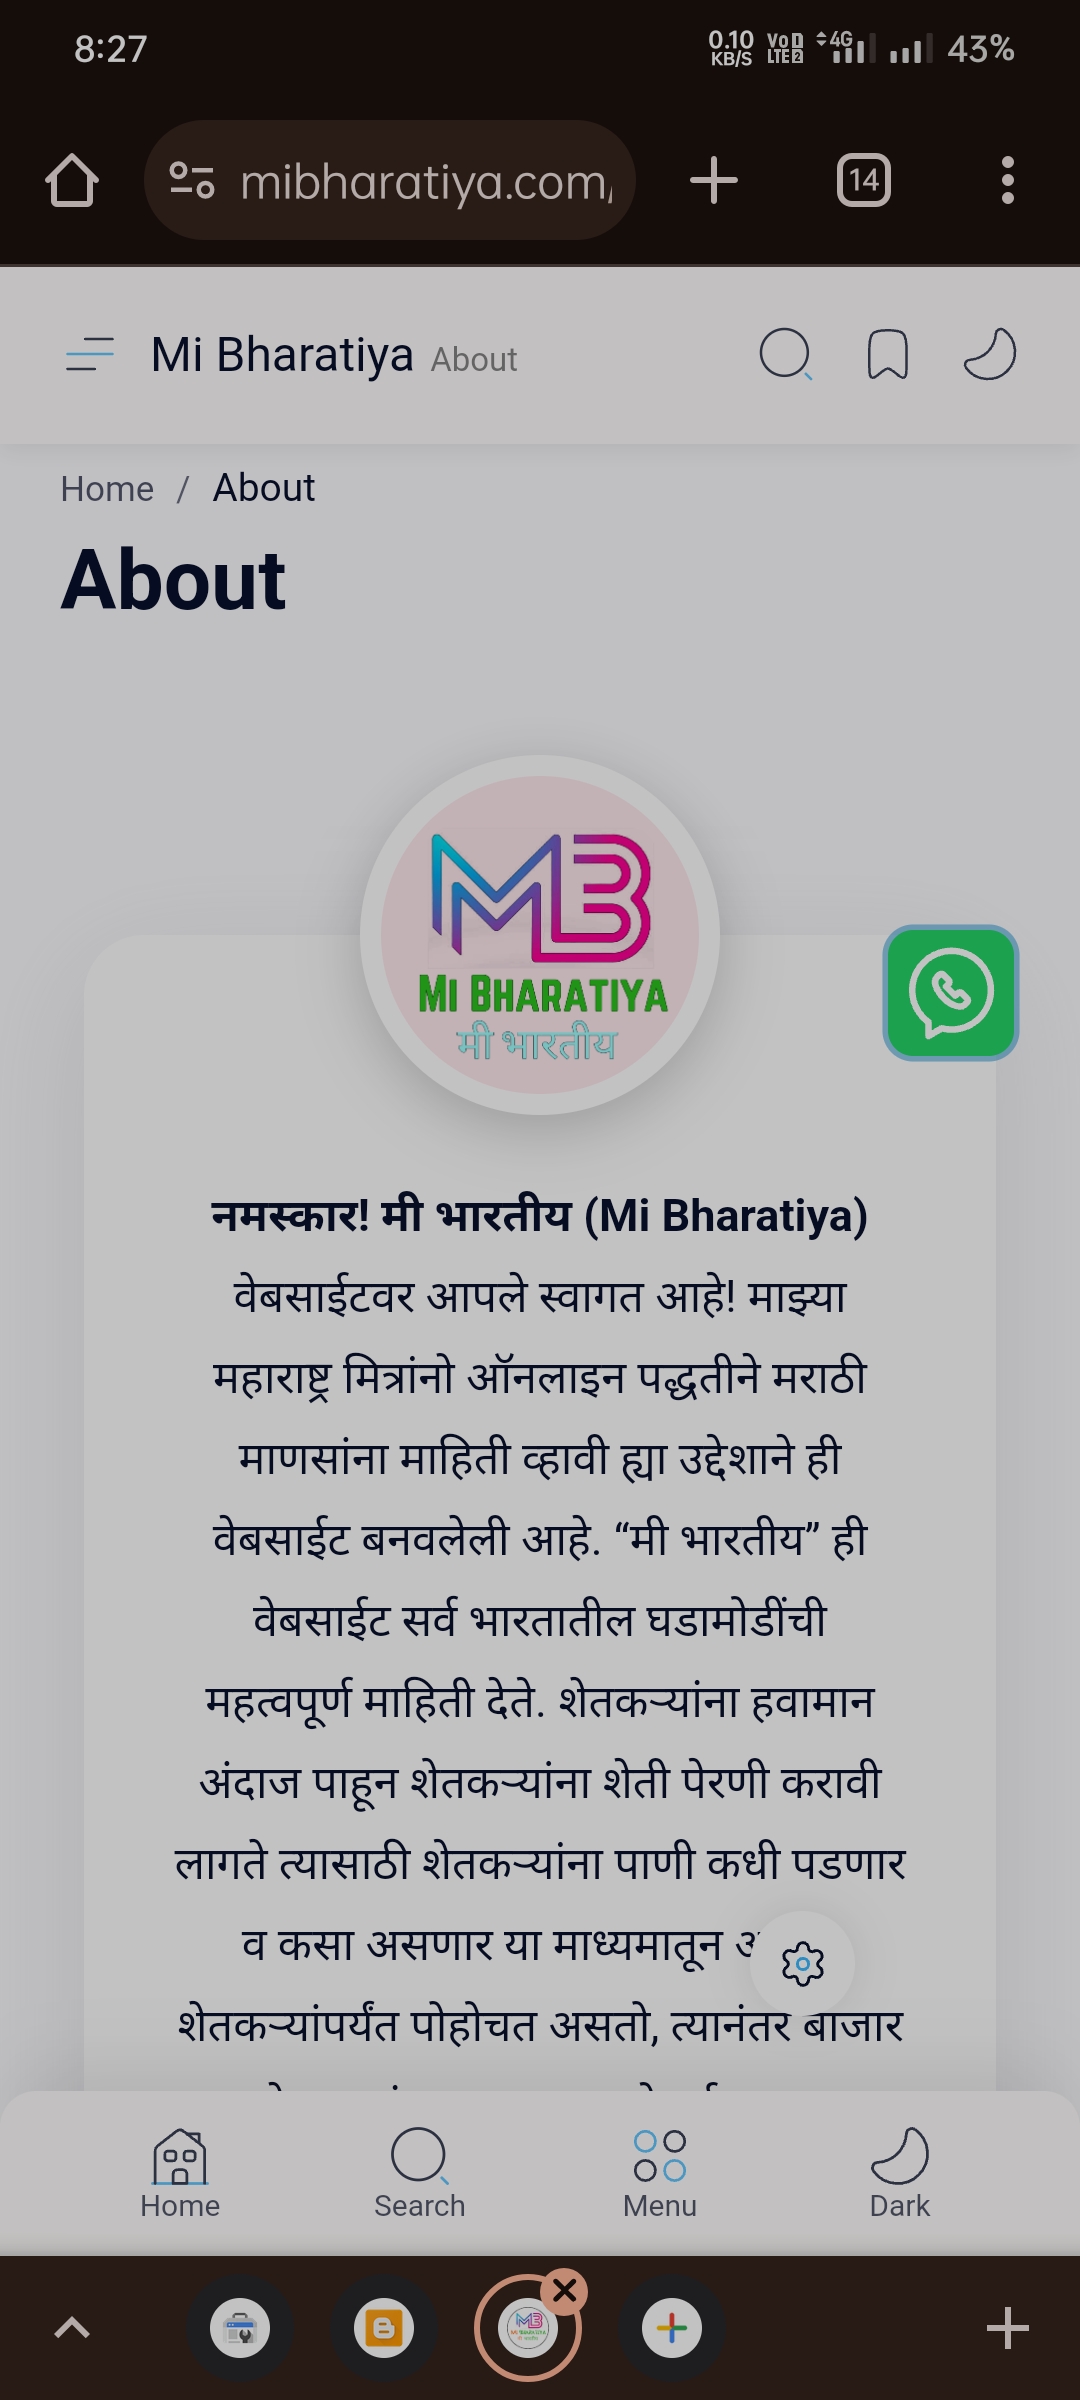 8:27
0.10 KB/S
VoD LTE2
4G
43%
mibharatiya.com
14
Mi Bharatiya About
Home / About
About
MB
MI BHARATIYA
मी भारतीय
नमस्कार! मी भारतीय (Mi Bharatiya)
वेबसाईटवर आपले स्वागत आहे! माझ्या
महाराष्ट्र मित्रांनो ऑनलाइन पद्धतीने मराठी
माणसांना माहिती व्हावी ह्या उद्देशाने ही
वेबसाईट बनवलेली आहे. “मी भारतीय” ही
वेबसाईट सर्व भारतातील घडामोडींची
महत्वपूर्ण माहिती देते. शेतकऱ्यांना हवामान
अंदाज पाहून शेतकऱ्यांना शेती पेरणी करावी
लागते त्यासाठी शेतकऱ्यांना पाणी कधी पडणार
व कसा असणार या माध्यमातून
शेतकऱ्यांपर्यंत पोहोचत असतो, त्यानंतर बाजार
Home
Search
Menu
Dark